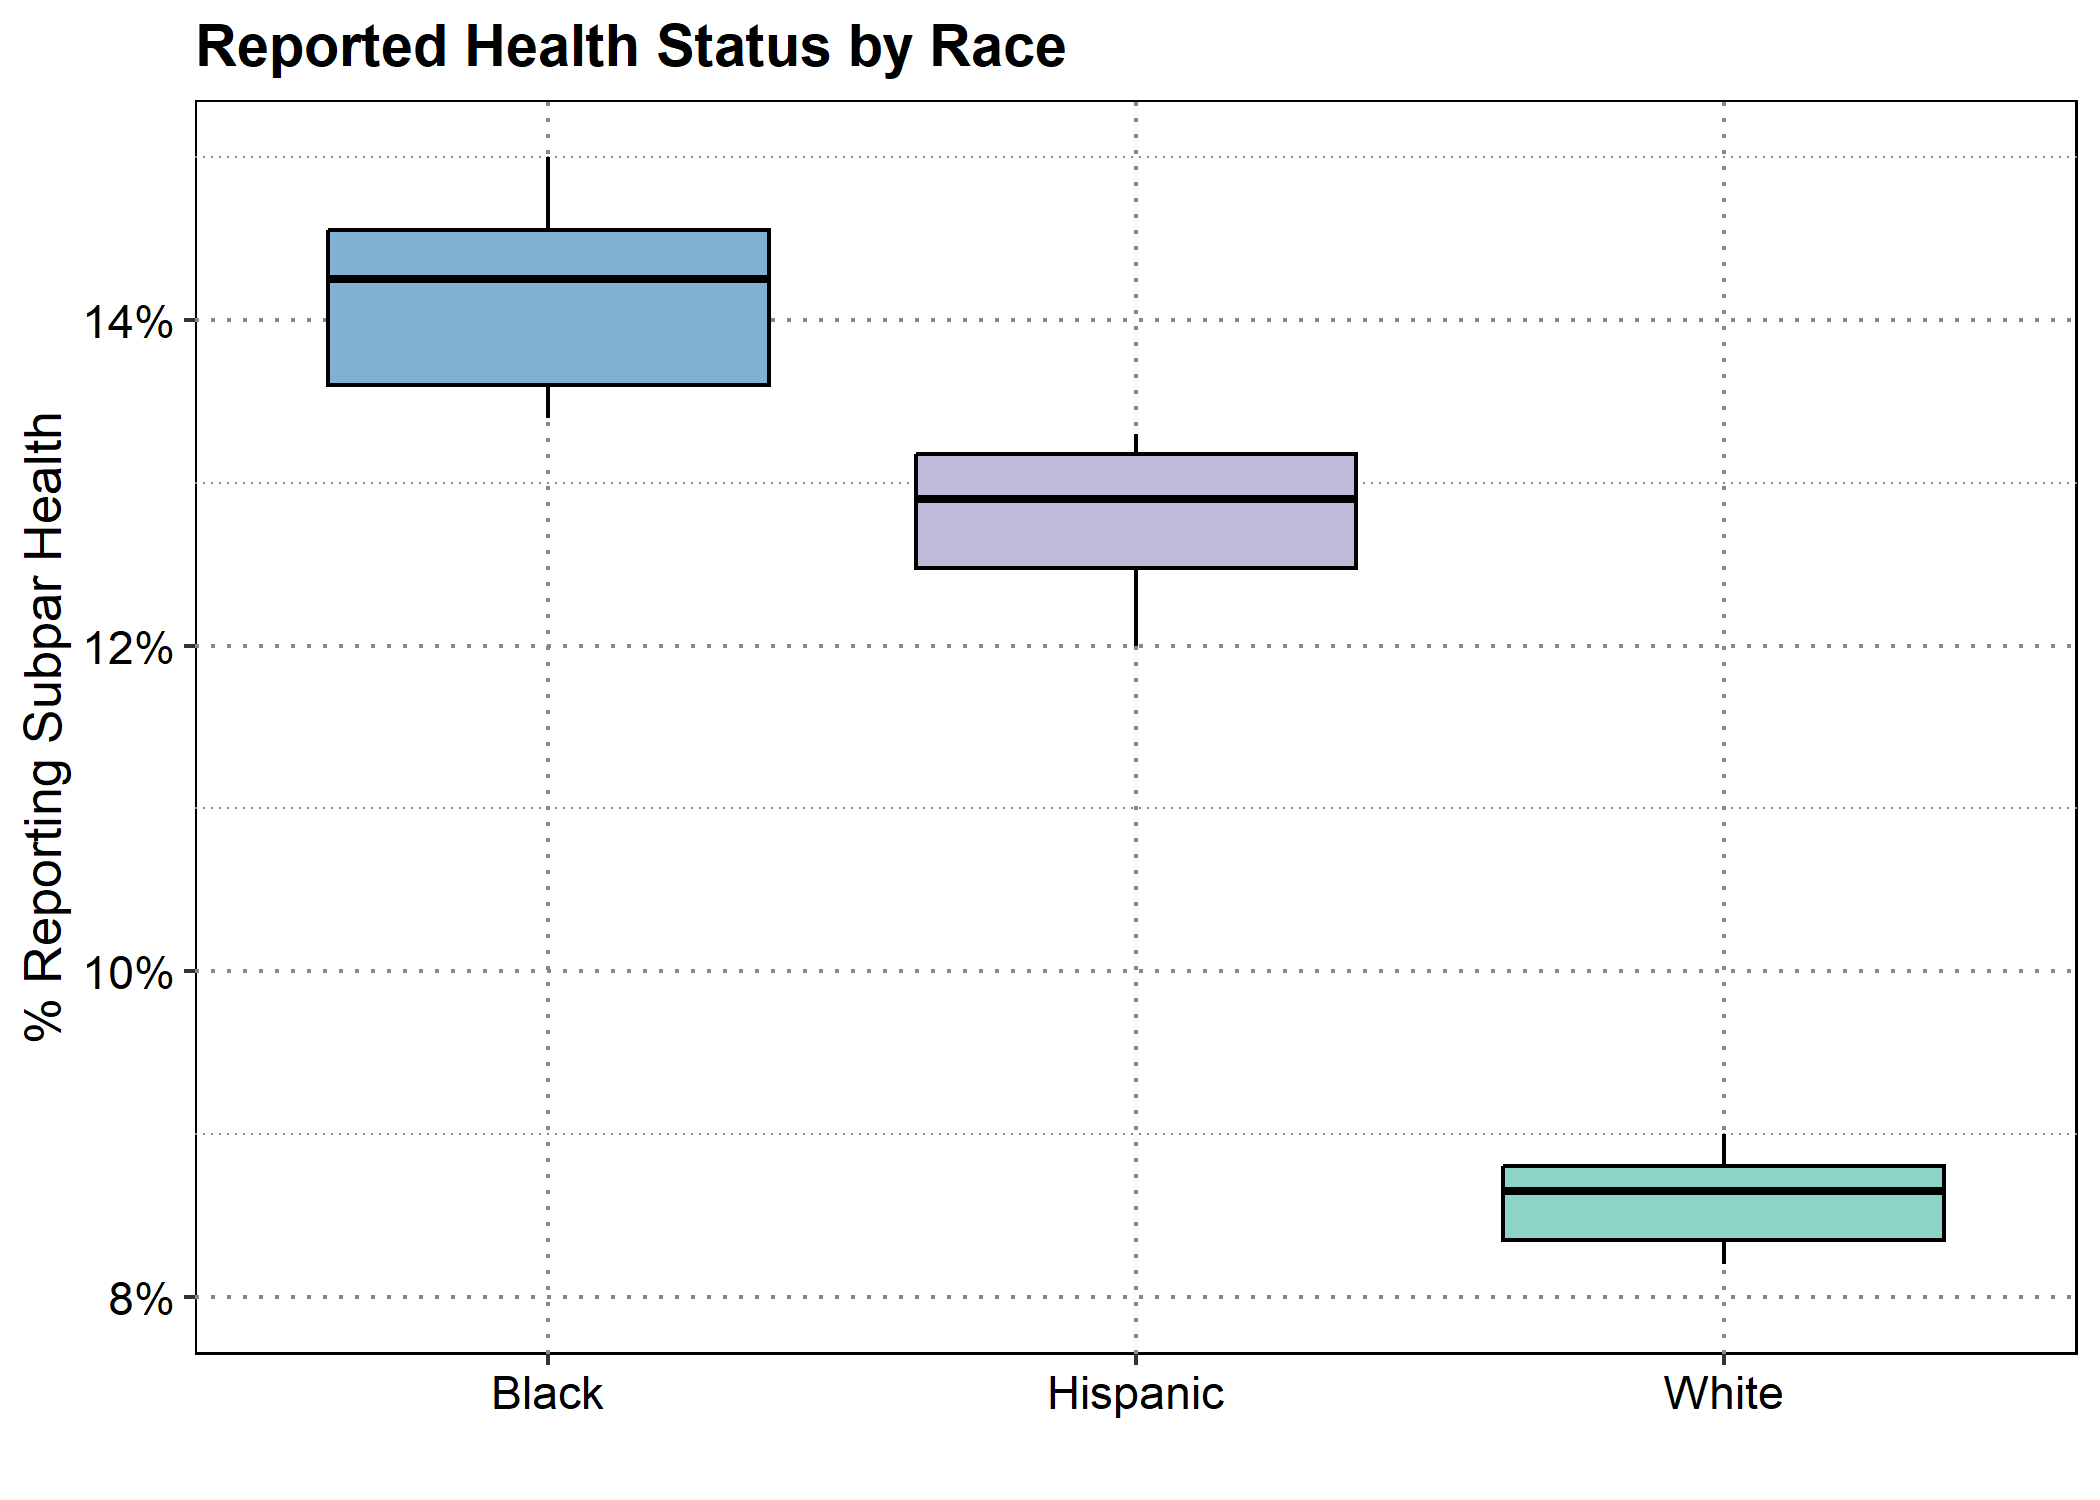 Reported Health Status by Race
% Reporting Subpar Health
14%
12%
10%
8%
Black
Hispanic
White